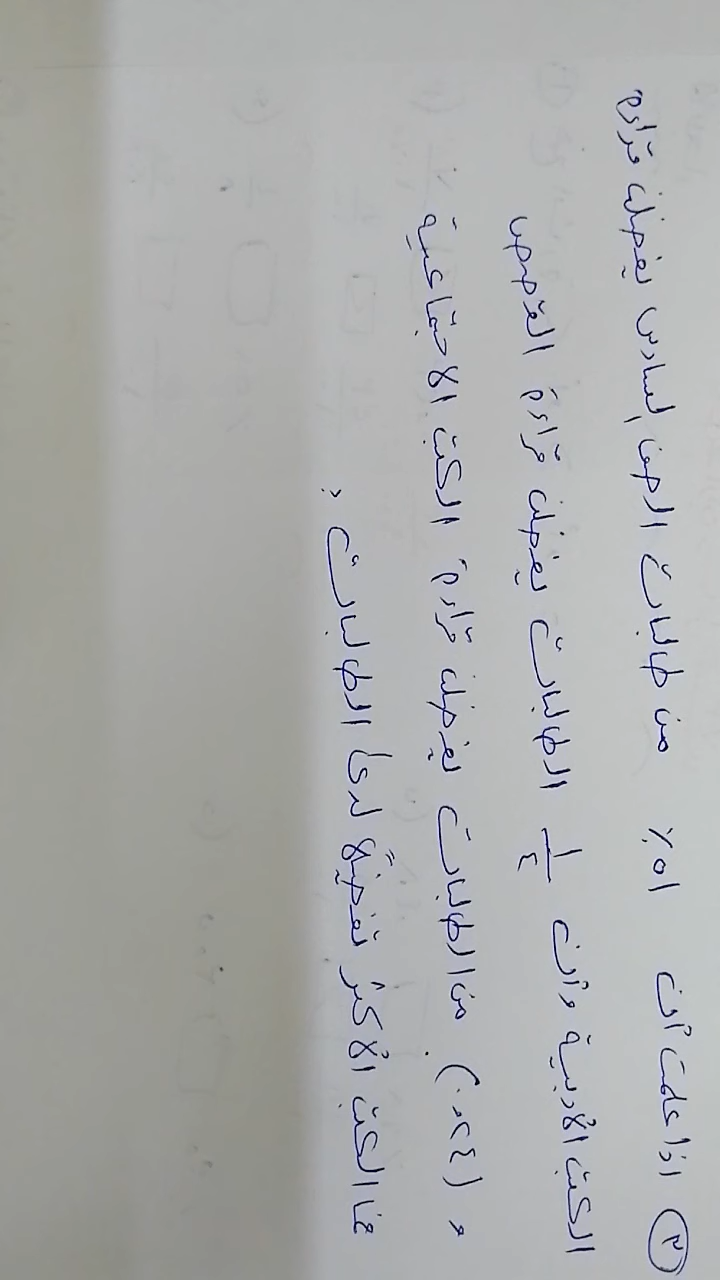 ٣ اذا علمت أن ٥١٪ من طالبات الصف السادس يفضلن قراءة
الكتب الأدبية وأن ١/٤ الطالبات يفضلن قراءة القصص
و (٠,٢٤) من الطالبات يفضلن قراءة الكتب الاجتماعية
فما الكتب الأكثر تفضيلاً لدى الطالبات ؟